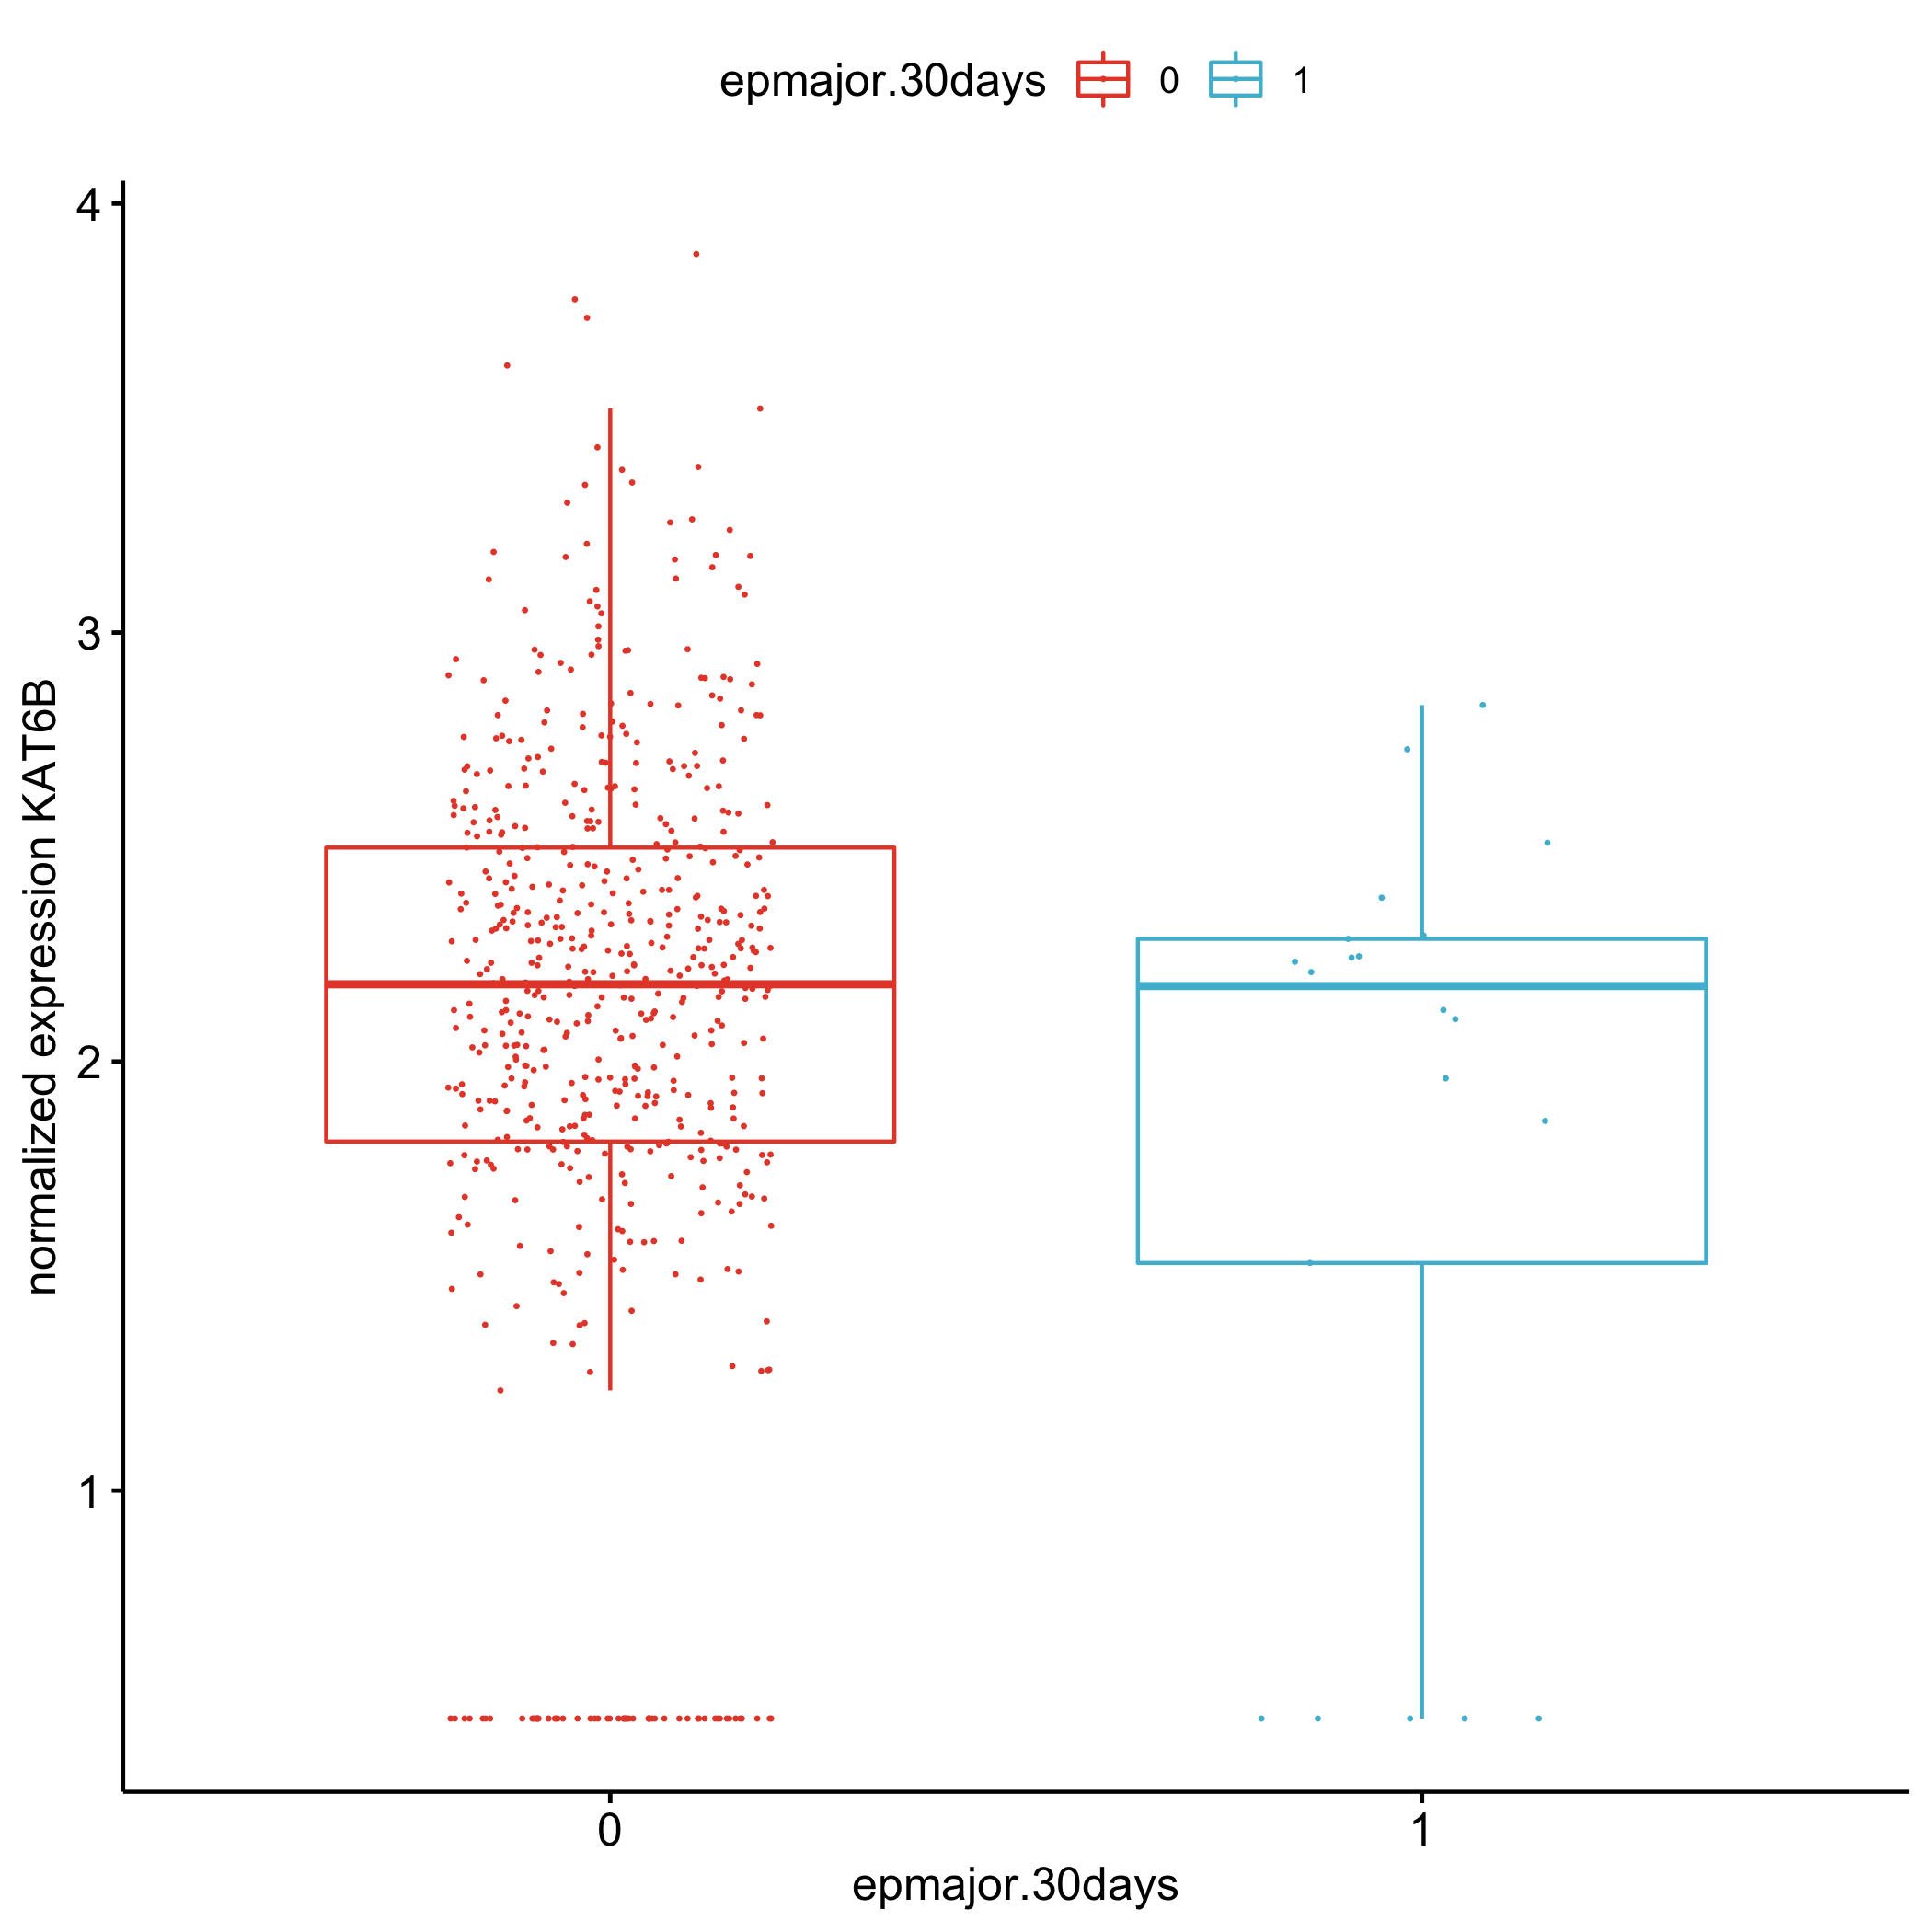 epmajor.30days 0 1
4
3
2
1
normalized expression KAT6B
0 1
epmajor.30days